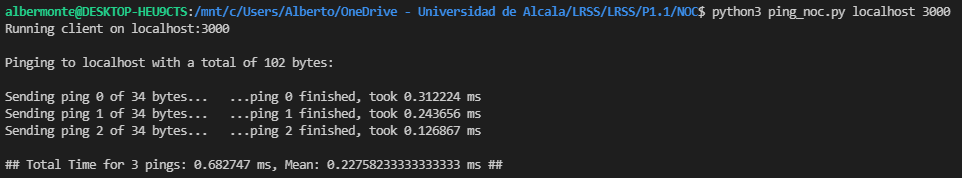 albermonte@DESKTOP-HEU9CTS:/mnt/c/Users/Alberto/OneDrive - Universidad de Alcala/LRSS/LRSS/P1.1/NOC$ python3 ping_noc.py localhost 3000
Running client on localhost:3000
Pinging to localhost with a total of 102 bytes:
Sending ping 0 of 34 bytes...   ...ping 0 finished, took 0.312224 ms
Sending ping 1 of 34 bytes...   ...ping 1 finished, took 0.243656 ms
Sending ping 2 of 34 bytes...   ...ping 2 finished, took 0.126867 ms
## Total Time for 3 pings: 0.682747 ms, Mean: 0.22758233333333333 ms ##